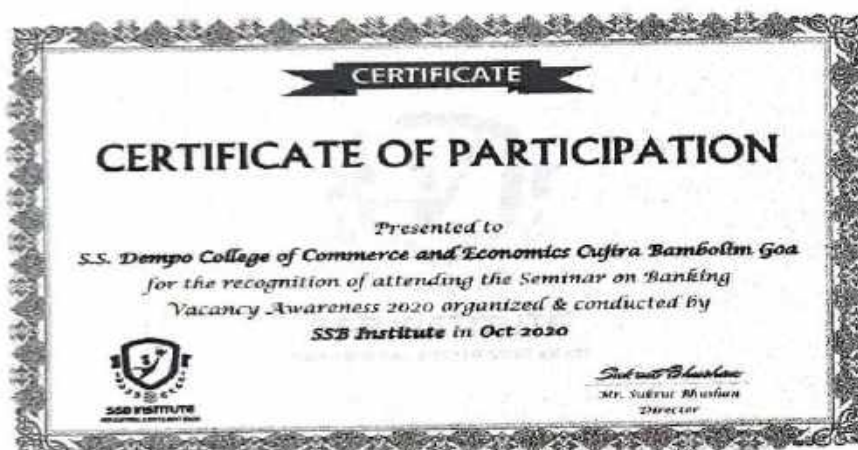 CERTIFICATE
CERTIFICATE OF PARTICIPATION
Presented to
S.S. Dempo College of Commerce and Economics Cujira Bambolim Goa
for the recognition of attending the Seminar on Banking
Vacancy Awareness 2020 organized & conducted by
SSB Institute in Oct 2020
SSB INSTITUTE
Sukrut Bhushan
Mr. Sukrut Bhushan
Director